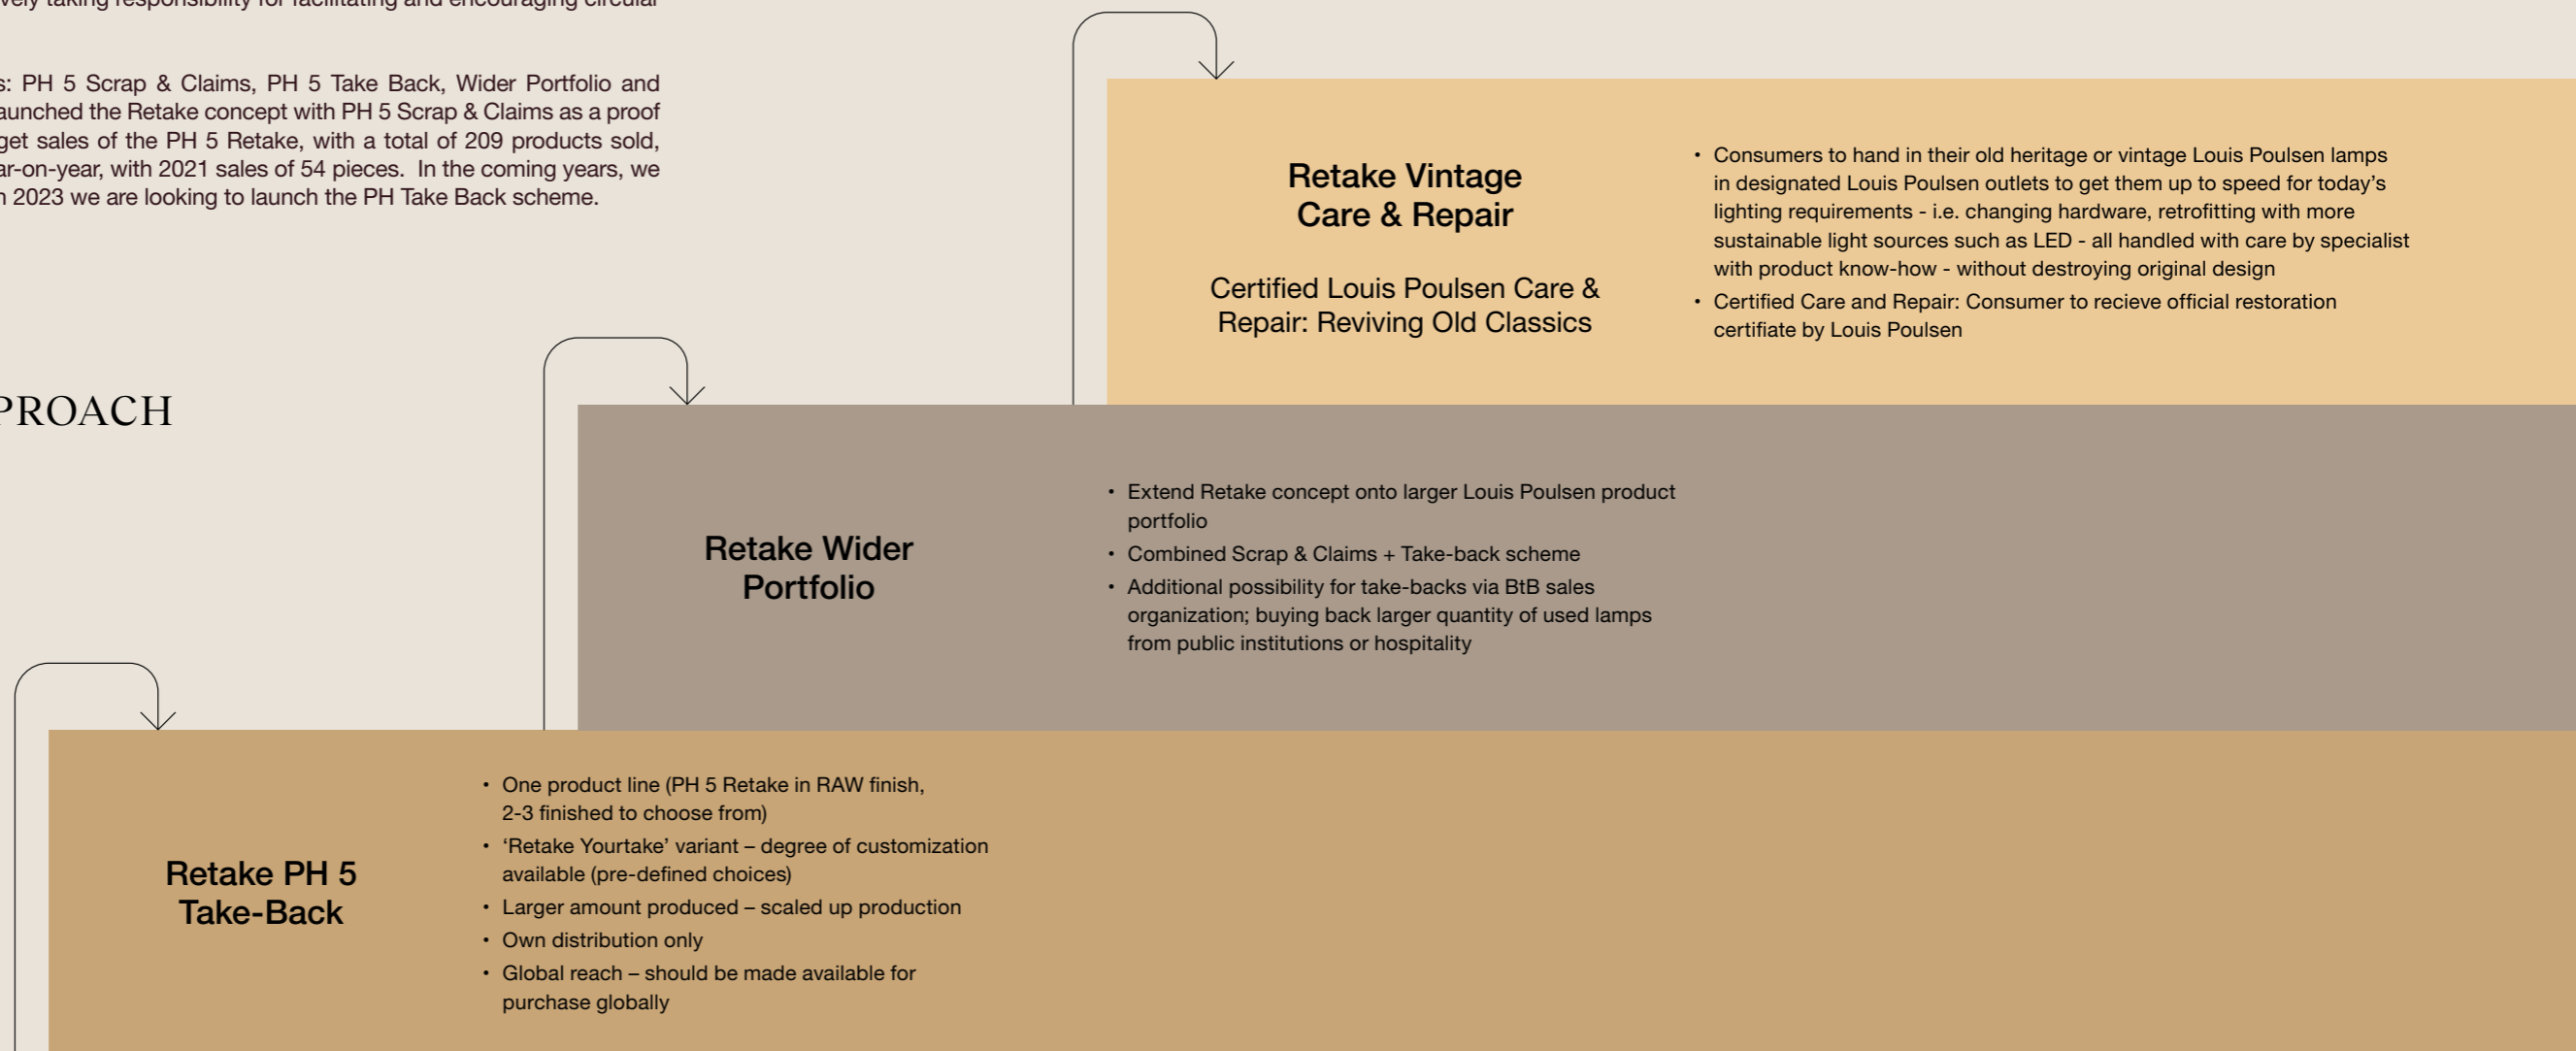 taking responsibility for facilitating and encouraging circular
s: PH 5 Scrap & Claims, PH 5 Take Back, Wider Portfolio and
aunched the Retake concept with PH 5 Scrap & Claims as a proof
get sales of the PH 5 Retake, with a total of 209 products sold,
ar-on-year, with 2021 sales of 54 pieces. In the coming years, we
n 2023 we are looking to launch the PH Take Back scheme.
PROACH
Retake Vintage
Care & Repair
Certified Louis Poulsen Care &
Repair: Reviving Old Classics
• Consumers to hand in their old heritage or vintage Louis Poulsen lamps
in designated Louis Poulsen outlets to get them up to speed for today’s
lighting requirements - i.e. changing hardware, retrofitting with more
sustainable light sources such as LED - all handled with care by specialist
with product know-how - without destroying original design
• Certified Care and Repair: Consumer to recieve official restoration
certifiate by Louis Poulsen
Retake Wider
Portfolio
• Extend Retake concept onto larger Louis Poulsen product
portfolio
• Combined Scrap & Claims + Take-back scheme
• Additional possibility for take-backs via BtB sales
organization; buying back larger quantity of used lamps
from public institutions or hospitality
Retake PH 5
Take-Back
• One product line (PH 5 Retake in RAW finish,
2-3 finished to choose from)
• ‘Retake Yourtake’ variant – degree of customization
available (pre-defined choices)
• Larger amount produced – scaled up production
• Own distribution only
• Global reach – should be made available for
purchase globally